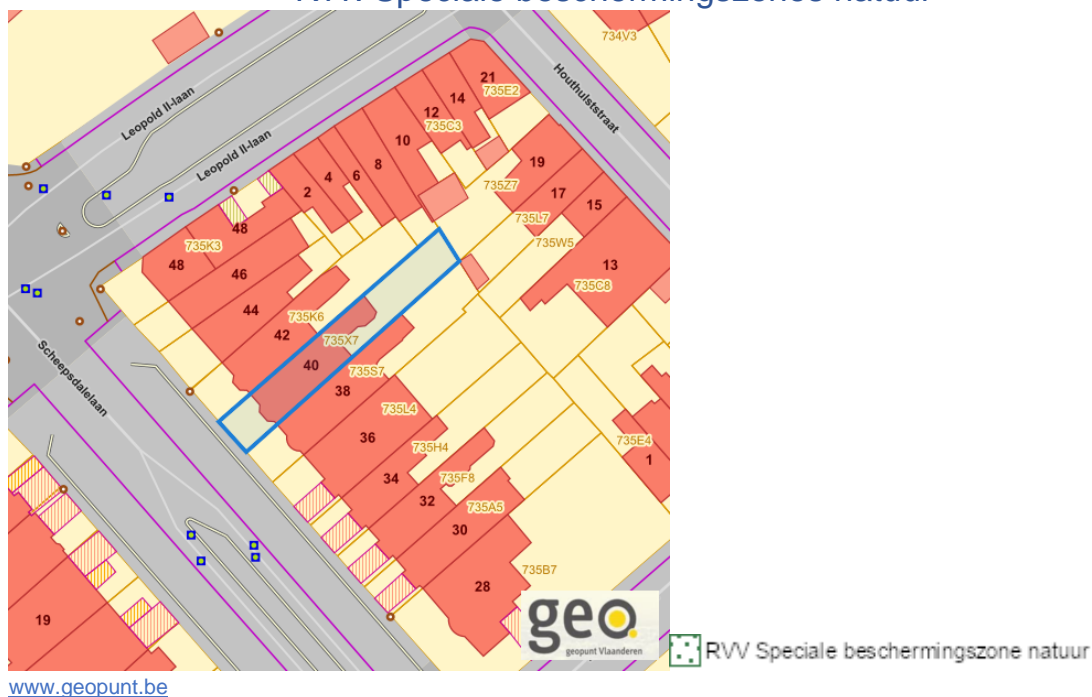 RVV Speciale beschermingszones natuur
734V3
Houthulststraat
21
735E2
14
12
735C3
Leopold II-laan
10
Leopold II-laan
8
6
4
2
19
735Z7
17
735L7
15
735W5
48
735K3
48
46
13
735C8
44
735K6
42
735X7
40
735S7
38
Scheepsdalelaan
735L4
36
735H4
34
735F8
32
735A5
30
735E4
1
735B7
28
19
geo
geopunt Vlaanderen
RVV Speciale beschermingszone natuur
www.geopunt.be